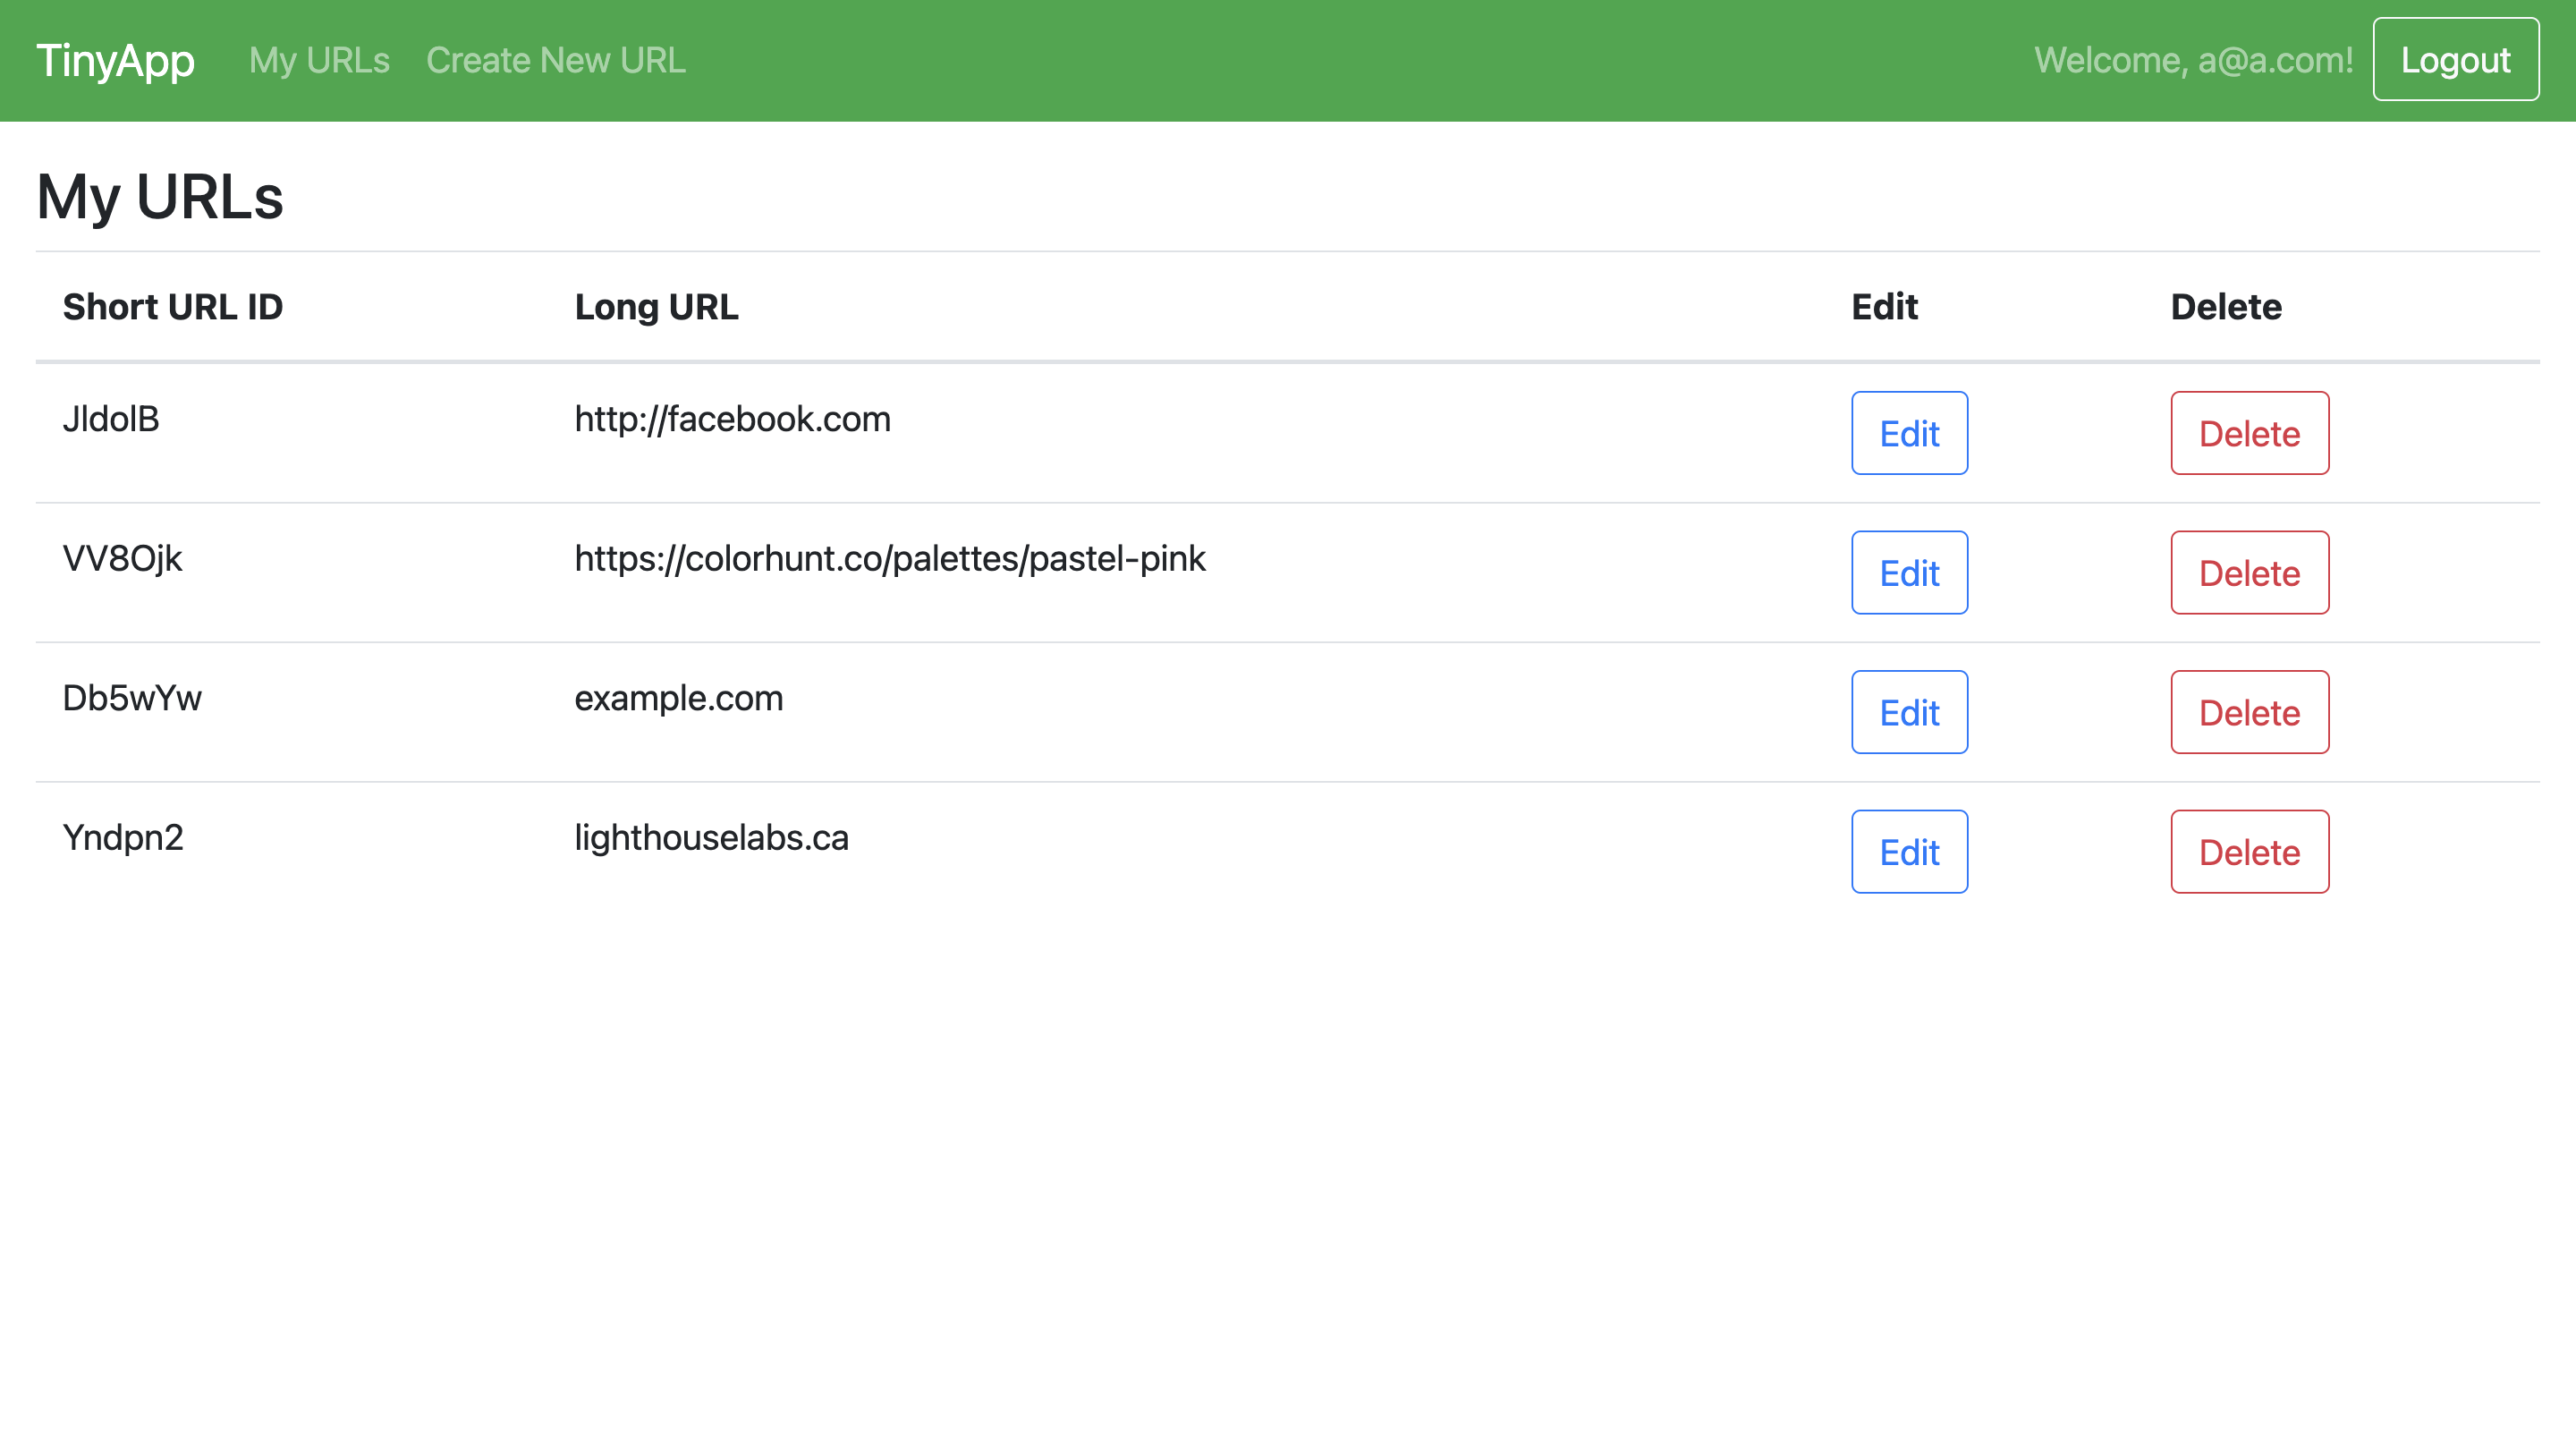 TinyApp My URLs Create New URL Welcome, a@a.com! Logout
My URLs
Short URL ID Long URL Edit Delete
JldolB http://facebook.com Edit Delete
VV8Ojk https://colorhunt.co/palettes/pastel-pink Edit Delete
Db5wYw example.com Edit Delete
Yndpn2 lighthouselabs.ca Edit Delete